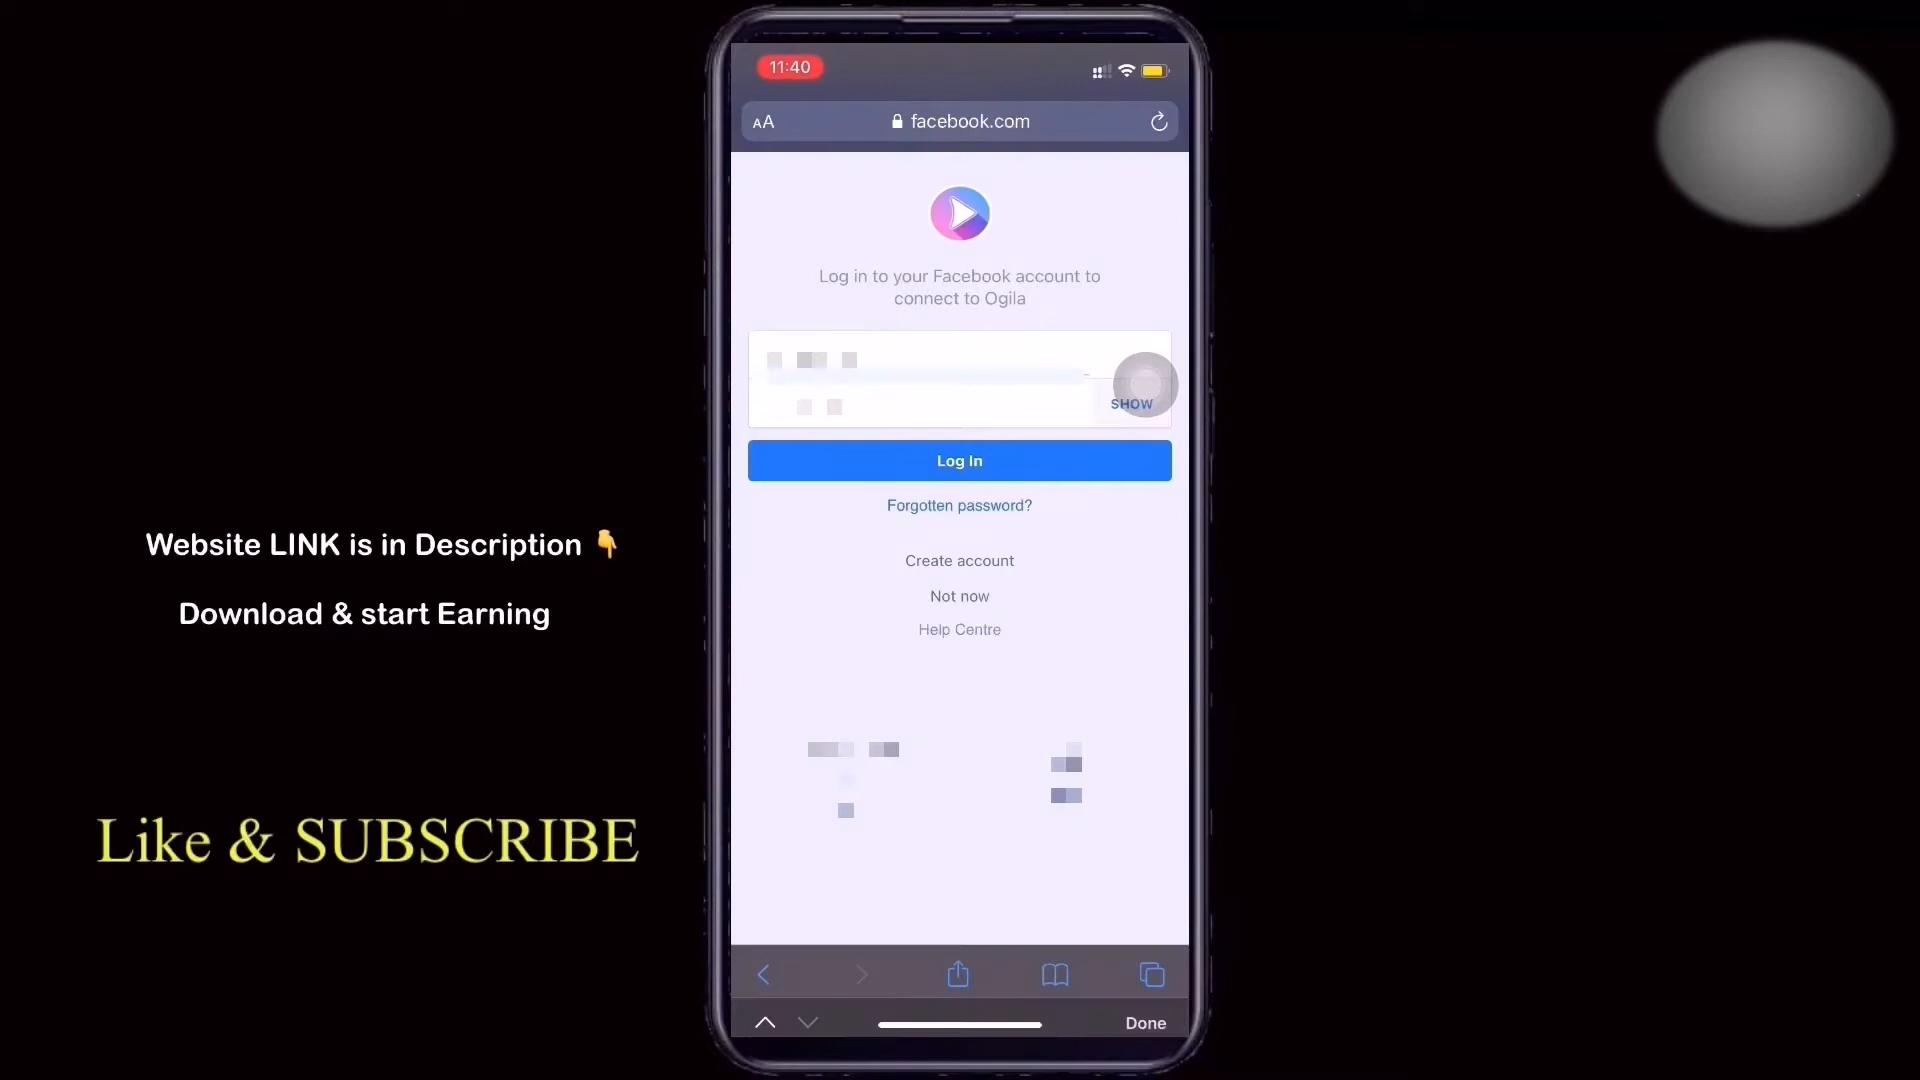 11:40
AA facebook.com
Log in to your Facebook account to
connect to Ogila
SHOW
Log In
Forgotten password?
Create account
Not now
Help Centre
Done
Website LINK is in Description 👇
Download & start Earning
Like & SUBSCRIBE